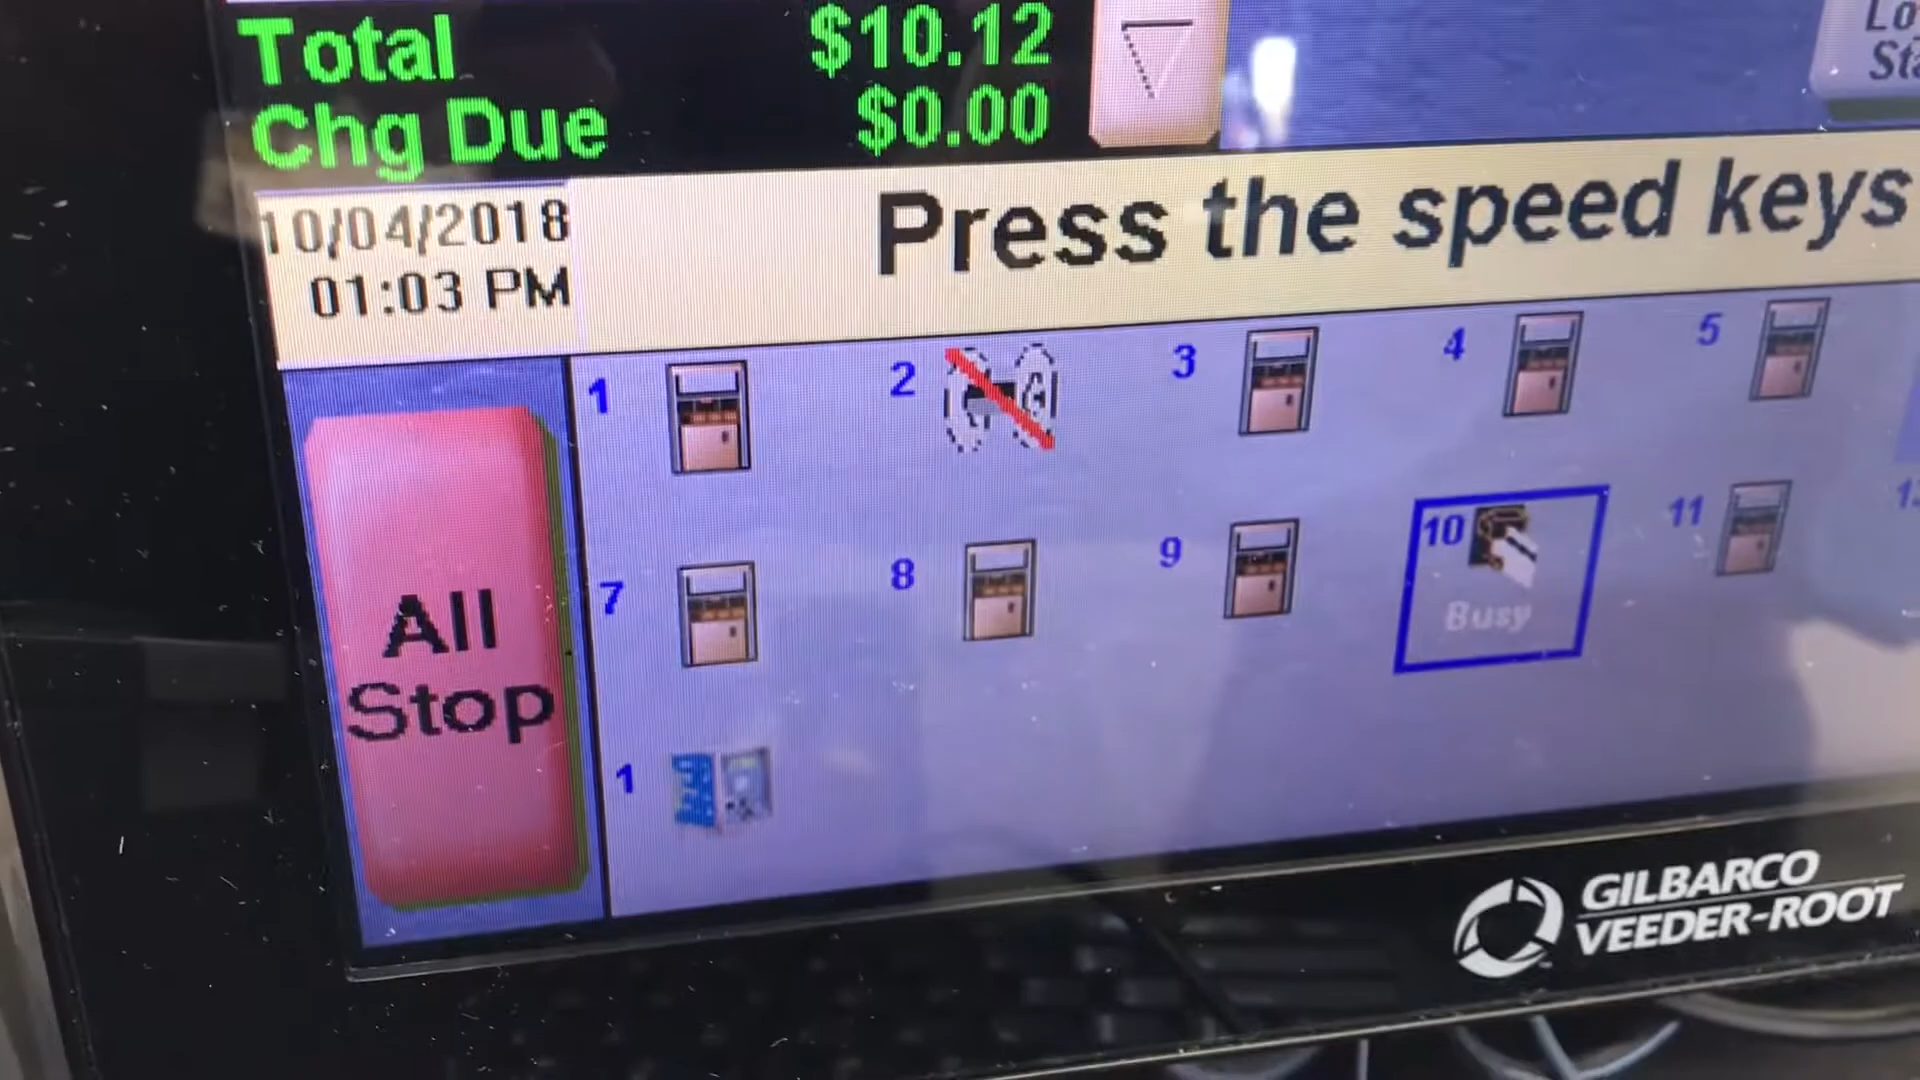 Total $10.12
Chg Due $0.00
10/04/2018
01:03 PM
Press the speed keys
All
Stop
1 2 3 4 5
7 8 9 10 11
Busy
1
GILBARCO
VEEDER-ROOT